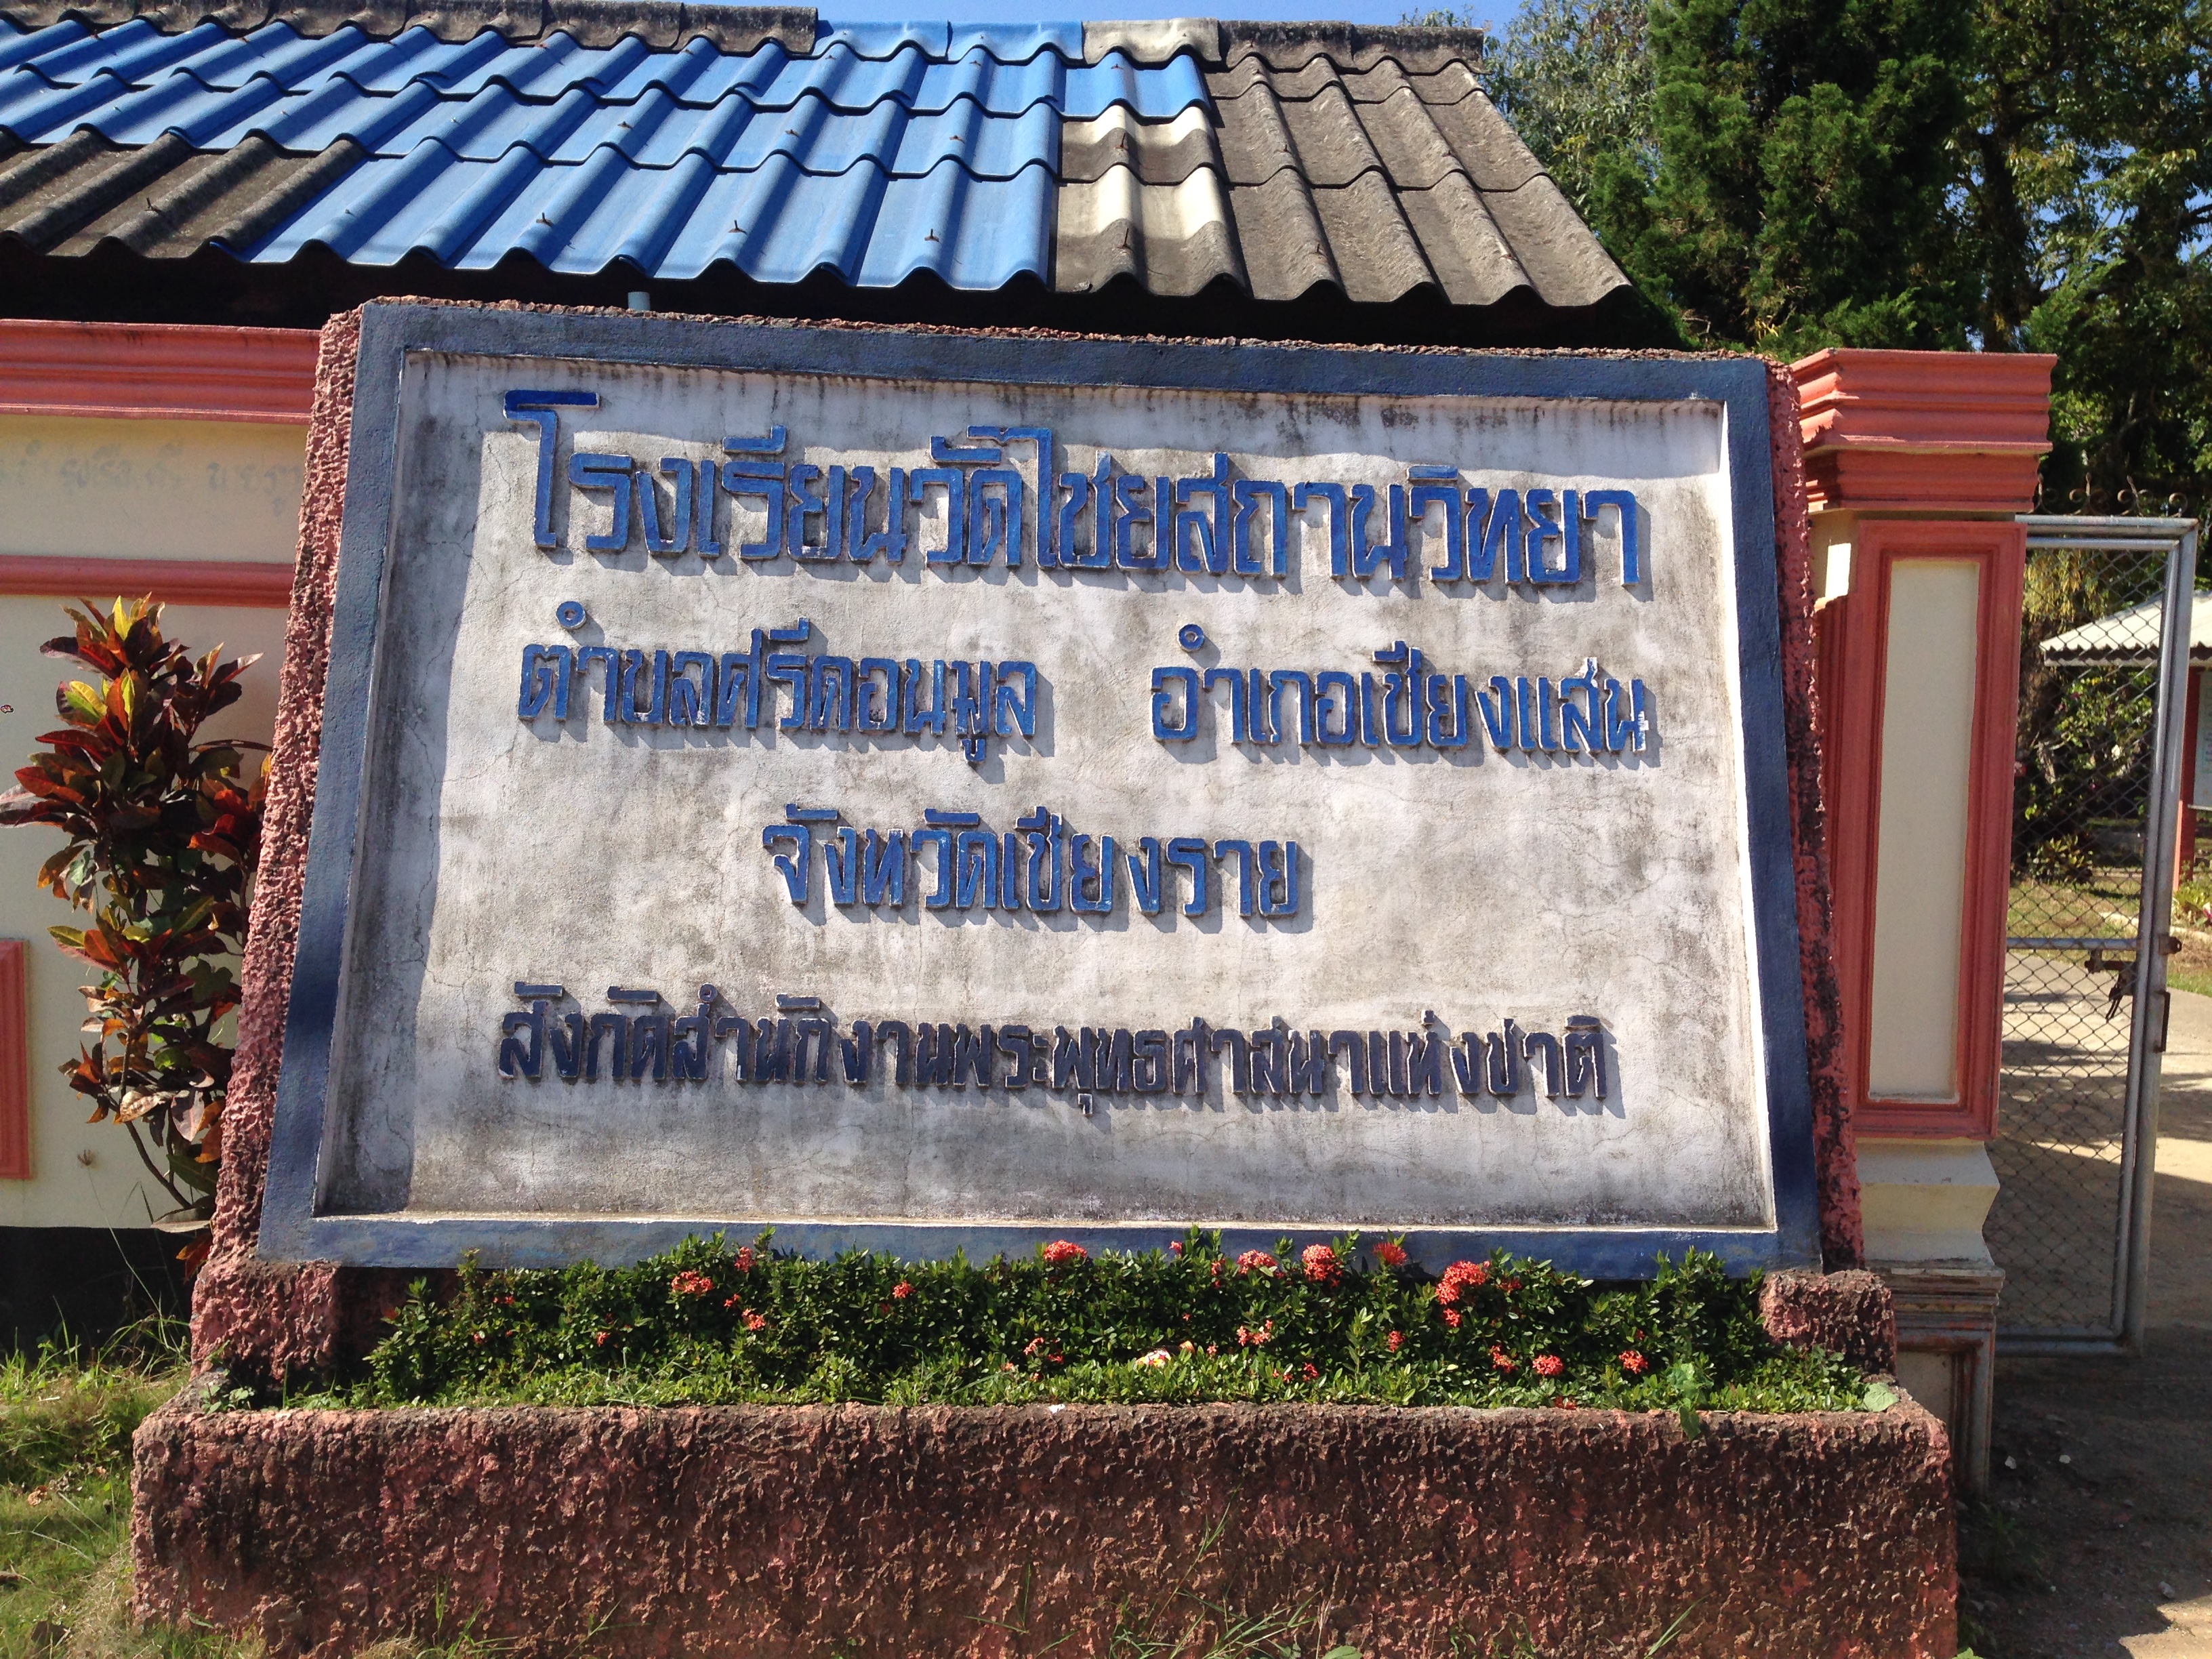 โรงเรียนวัดไชยสถานวิทยา
ตำบลศรีดอนมูล อำเภอเชียงแสน
จังหวัดเชียงราย
สังกัดสำนักงานพระพุทธศาสนาแห่งชาติ